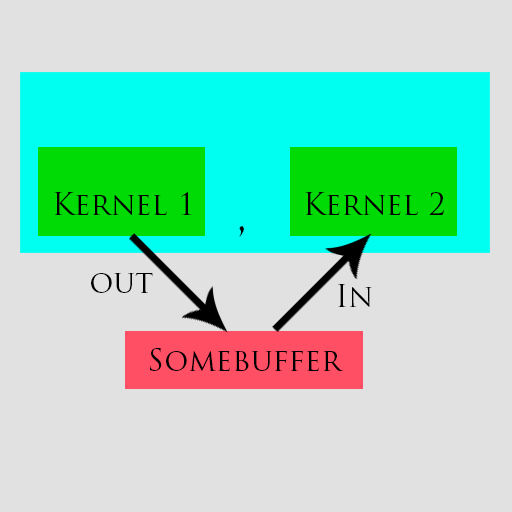 Kernel 1 , Kernel 2
out
In
Somebuffer